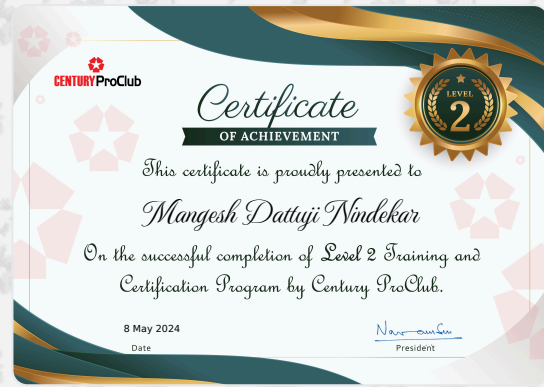 CENTURY ProClub
LEVEL
2
Certificate
OF ACHIEVEMENT
This certificate is proudly presented to
Mangesh Dattuji Nindekar
On the successful completion of Level 2 Training and
Certification Program by Century ProClub.
8 May 2024
Date
President